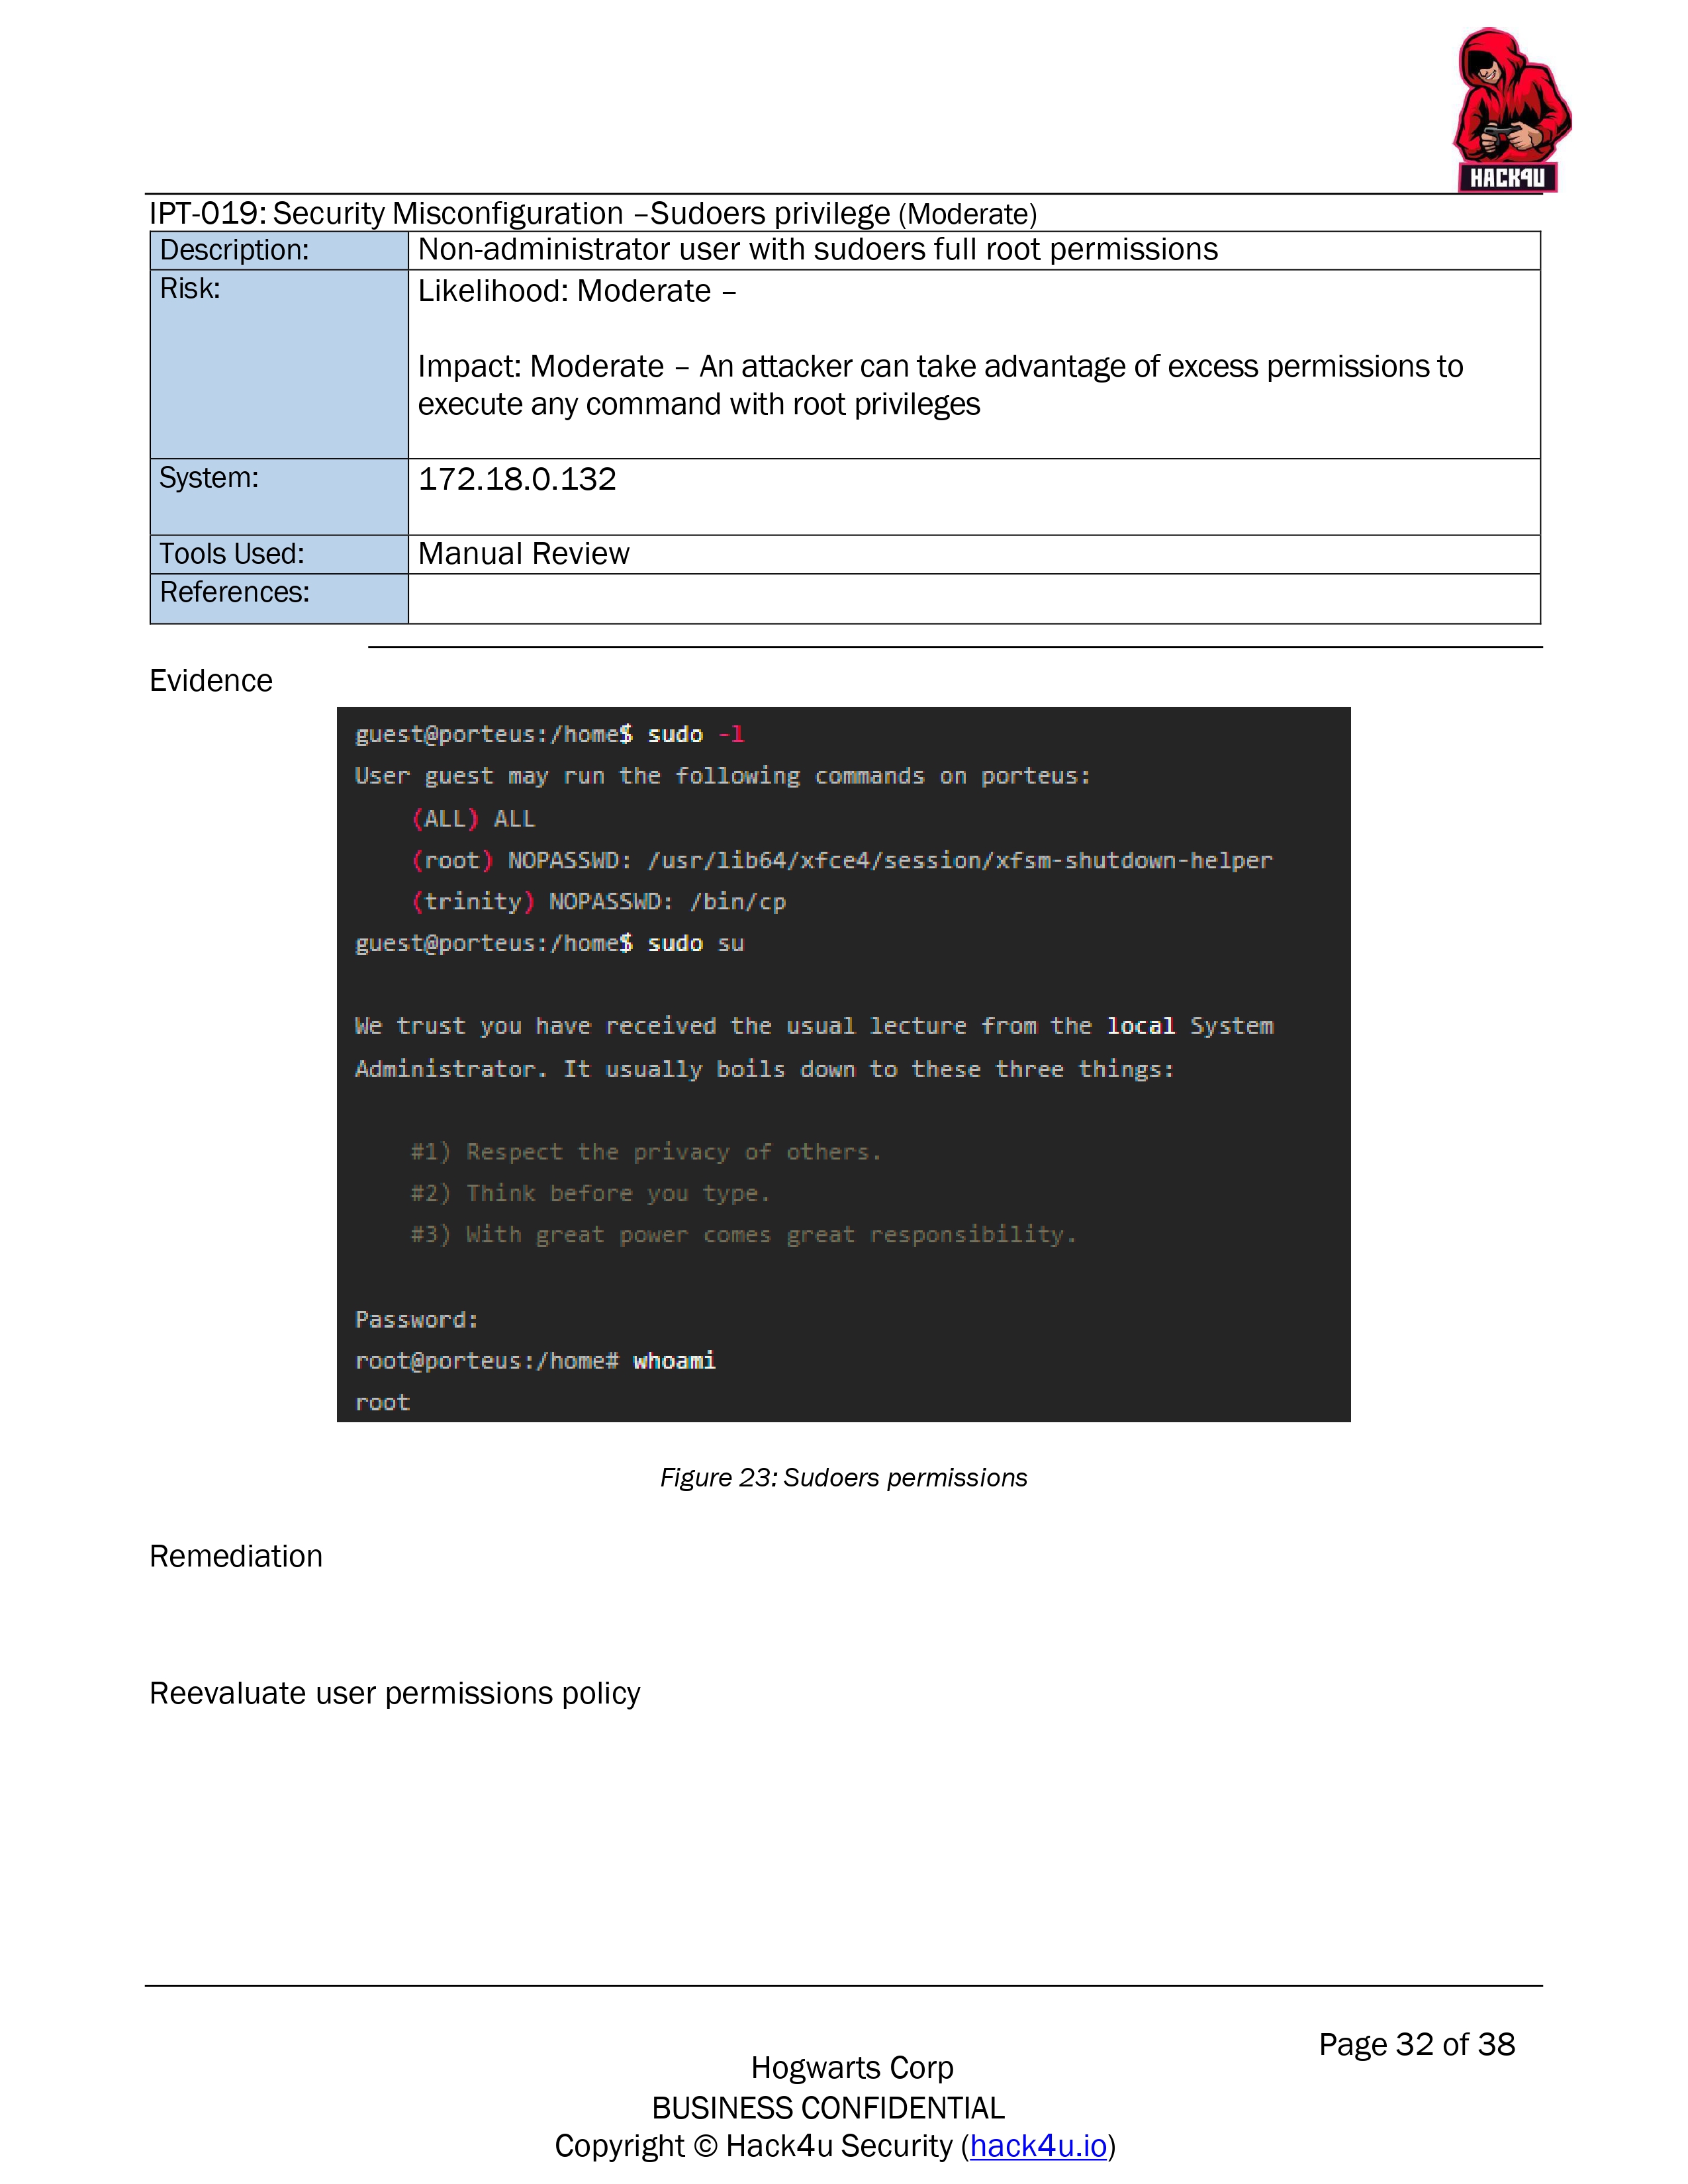 HACK4U
IPT-019: Security Misconfiguration –Sudoers privilege (Moderate)
Description: Non-administrator user with sudoers full root permissions
Risk: Likelihood: Moderate –
Impact: Moderate – An attacker can take advantage of excess permissions to
execute any command with root privileges
System: 172.18.0.132
Tools Used: Manual Review
References:
Evidence
guest@porteus:/home$ sudo -l
User guest may run the following commands on porteus:
(ALL) ALL
(root) NOPASSWD: /usr/lib64/xfce4/session/xfsm-shutdown-helper
(trinity) NOPASSWD: /bin/cp
guest@porteus:/home$ sudo su
We trust you have received the usual lecture from the local System
Administrator. It usually boils down to these three things:
#1) Respect the privacy of others.
#2) Think before you type.
#3) With great power comes great responsibility.
Password:
root@porteus:/home# whoami
root
Figure 23: Sudoers permissions
Remediation
Reevaluate user permissions policy
Page 32 of 38
Hogwarts Corp
BUSINESS CONFIDENTIAL
Copyright © Hack4u Security (hack4u.io)